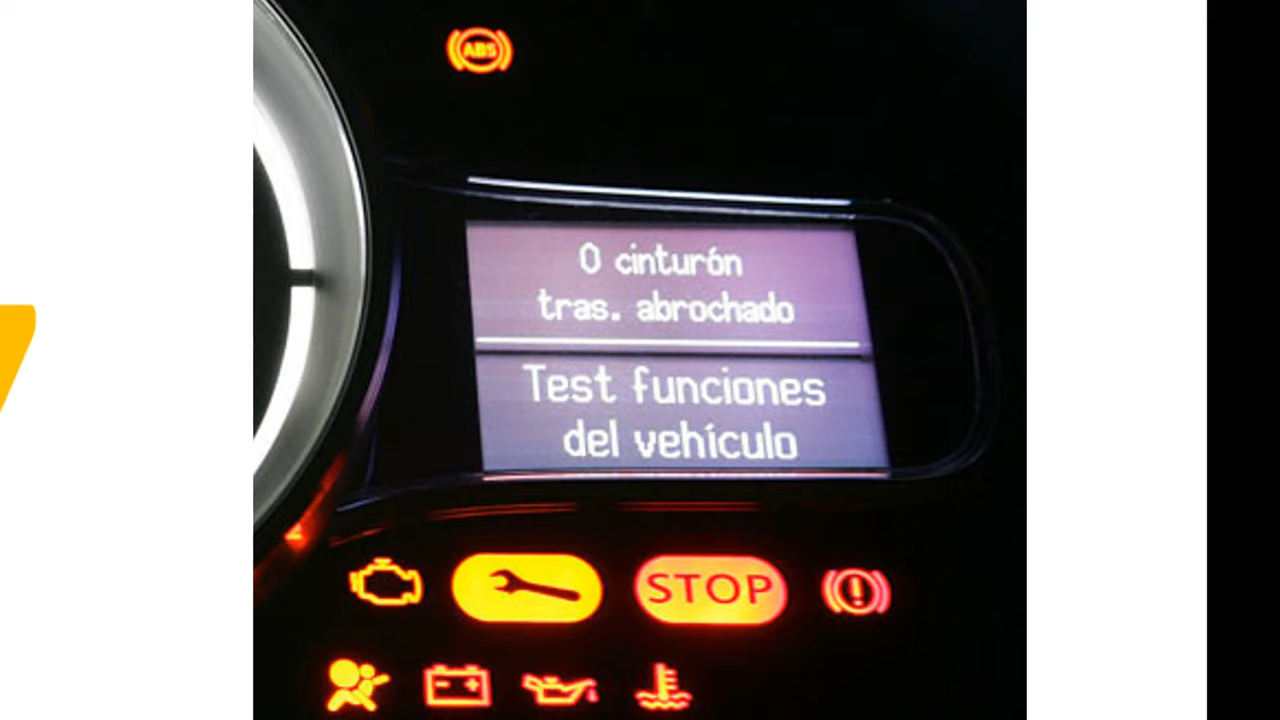 ABS
0 cinturón
tras. abrochado
Test funciones
del vehículo
STOP